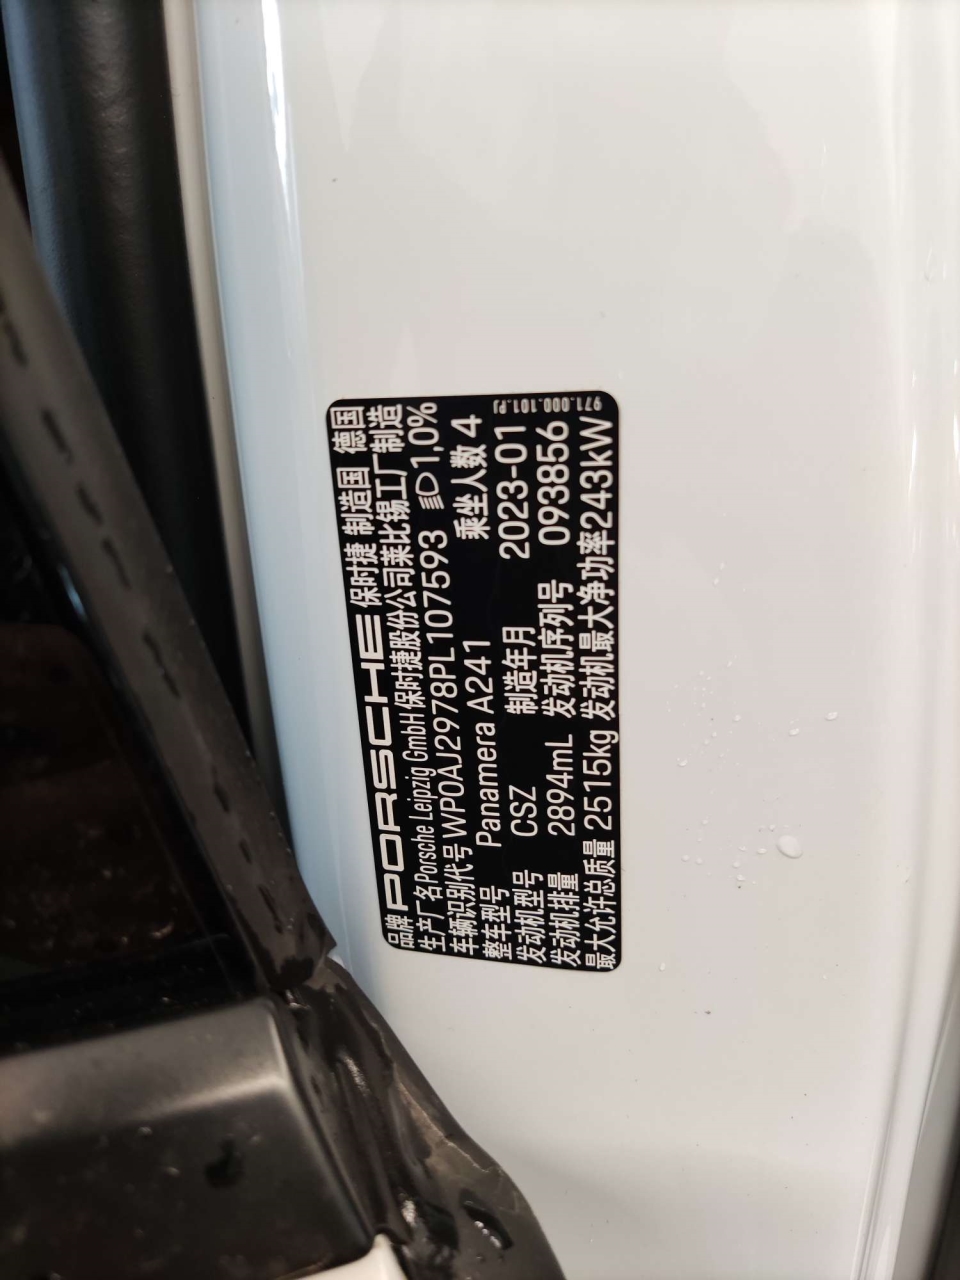 品牌 PORSCHE 保时捷 制造国 德国
生产厂名 Porsche Leipzig GmbH 保时捷股份公司莱比锡工厂制造
车辆识别代号 WP0AJ2978PL107593 1,0%
整车型号 Panamera A241 乘坐人数 4
发动机型号 CSZ 制造年月 2023-01
发动机排量 2894mL 发动机序列号 093856
最大允许总质量 2515kg 发动机最大净功率 243kW
971.000.101.PJ